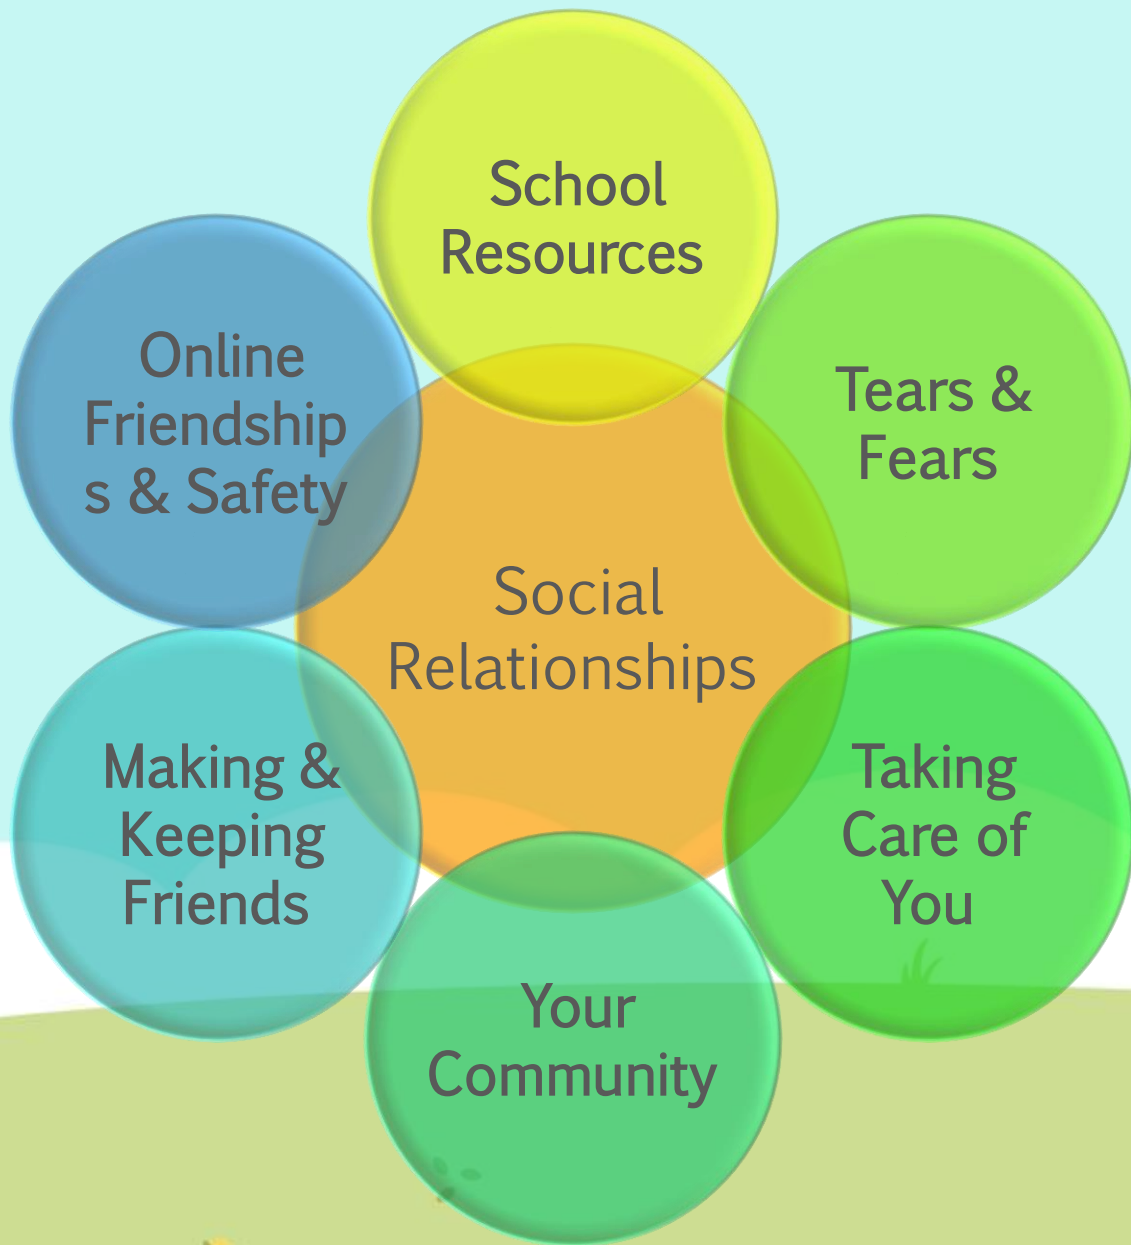 School
Resources
Tears &
Fears
Taking
Care of
You
Your
Community
Making &
Keeping
Friends
Online
Friendship
s & Safety
Social
Relationships